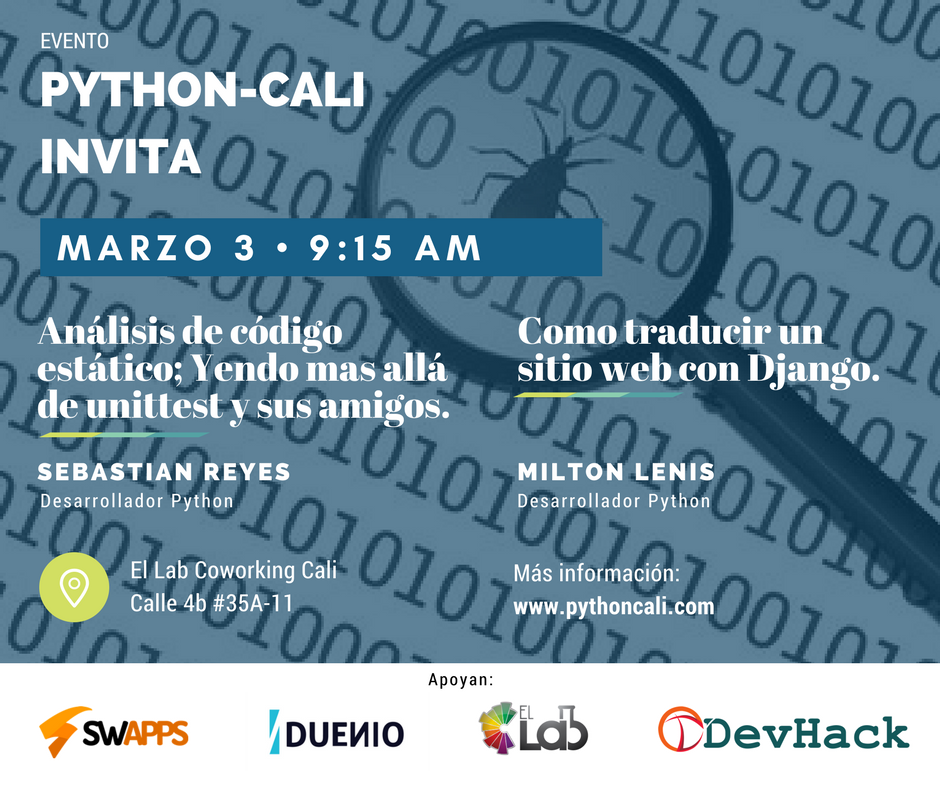 EVENTO
PYTHON-CALI
INVITA
MARZO 3 • 9:15 AM
Análisis de código
estático; Yendo mas allá
de unittest y sus amigos.
SEBASTIAN REYES
Desarrollador Python
Como traducir un
sitio web con Django.
MILTON LENIS
Desarrollador Python
El Lab Coworking Cali
Calle 4b #35A-11
Más información:
www.pythoncali.com
Apoyan:
SWAPPS
DUENIO
EL Lab
DevHack